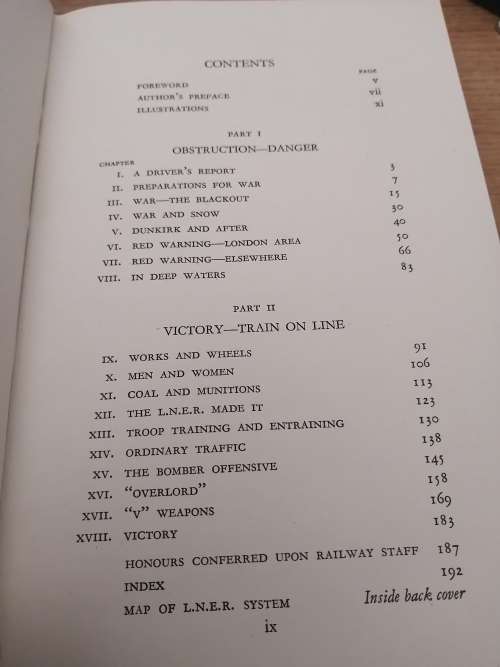 CONTENTS
PAGE
FOREWORD v
AUTHOR'S PREFACE vii
ILLUSTRATIONS xi
PART I
OBSTRUCTION—DANGER
CHAPTER
I. A DRIVER'S REPORT 3
II. PREPARATIONS FOR WAR 7
III. WAR—THE BLACKOUT 15
IV. WAR AND SNOW 30
V. DUNKIRK AND AFTER 40
VI. RED WARNING—LONDON AREA 50
VII. RED WARNING—ELSEWHERE 66
VIII. IN DEEP WATERS 83
PART II
VICTORY—TRAIN ON LINE
IX. WORKS AND WHEELS 91
X. MEN AND WOMEN 106
XI. COAL AND MUNITIONS 113
XII. THE L.N.E.R. MADE IT 123
XIII. TROOP TRAINING AND ENTRAINING 130
XIV. ORDINARY TRAFFIC 138
XV. THE BOMBER OFFENSIVE 145
XVI. "OVERLORD" 158
XVII. "V" WEAPONS 169
XVIII. VICTORY 183
HONOURS CONFERRED UPON RAILWAY STAFF 187
INDEX 192
MAP OF L.N.E.R. SYSTEM Inside back cover
ix